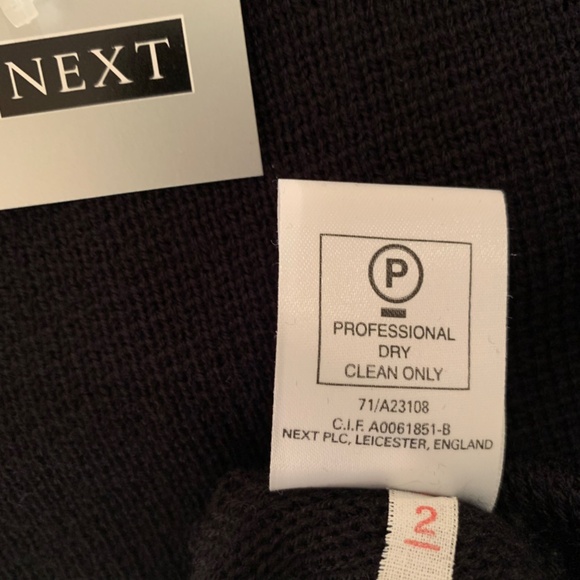 NEXT
P
PROFESSIONAL
DRY
CLEAN ONLY
71/A23108
C.I.F. A0061851-B
NEXT PLC, LEICESTER, ENGLAND
2